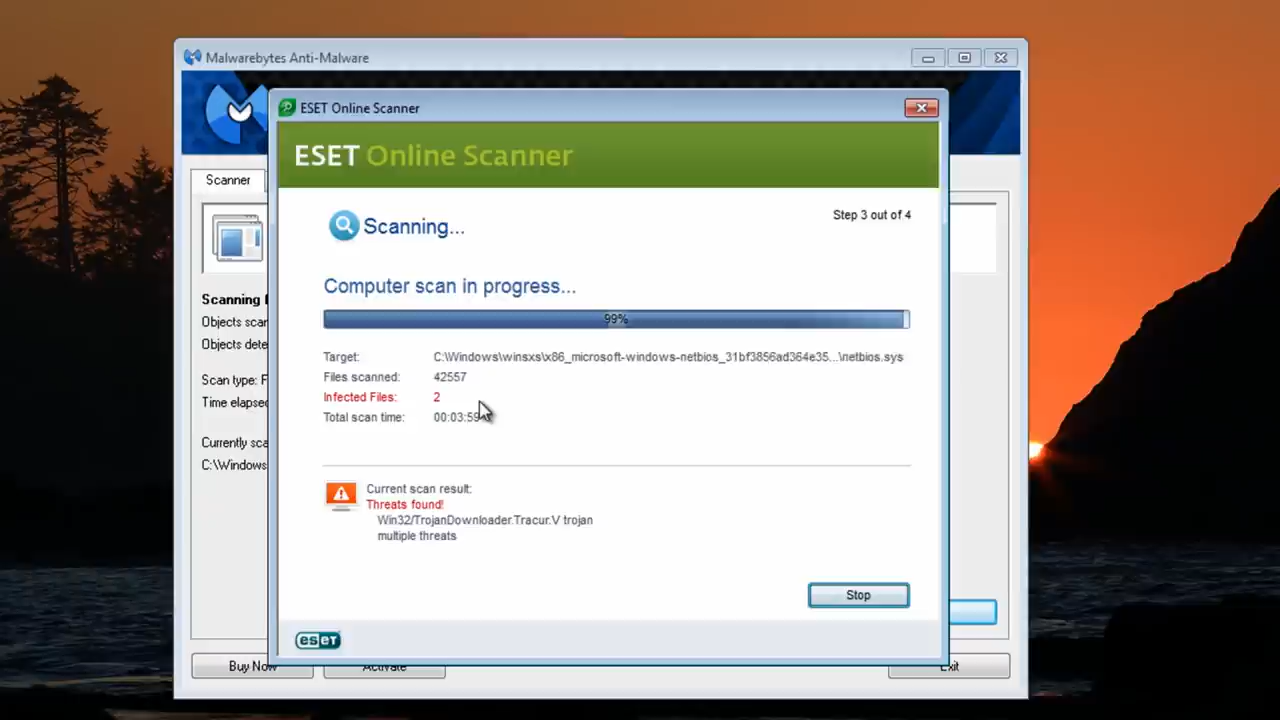 Malwarebytes Anti-Malware
ESET Online Scanner
ESET Online Scanner
Scanner
Step 3 out of 4
Scanning...
Computer scan in progress...
99%
Scanning
Objects scan
Objects dete
Scan type: F
Time elapsed
Currently sca
C:\Windows
Target: C:\Windows\winsxs\x86_microsoft-windows-netbios_31bf3856ad364e35...\netbios.sys
Files scanned: 42557
Infected Files: 2
Total scan time: 00:03:59
Current scan result:
Threats found!
Win32/TrojanDownloader.Tracur.V trojan
multiple threats
Stop
eset
Buy Now
Activate
Exit